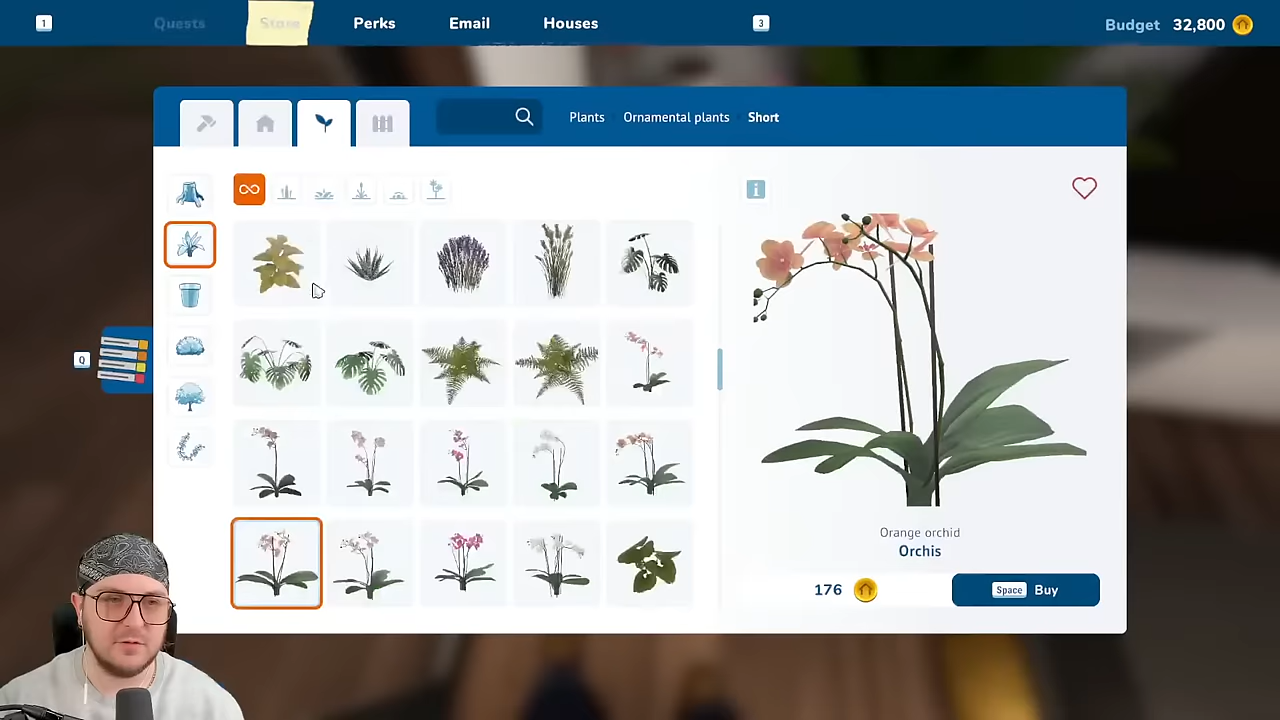 1 Quests Store Perks Email Houses 3 Budget 32,800
Plants Ornamental plants Short
Q
Orange orchid
Orchis
176 Space Buy